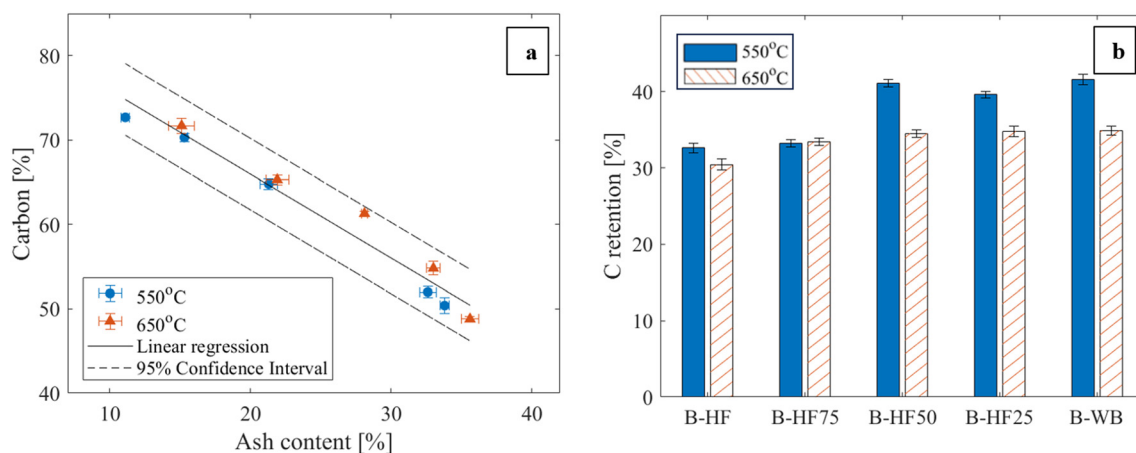 a
Carbon [%]
80
70
60
50
40
550°C
650°C
Linear regression
95% Confidence Interval
10
20
30
40
Ash content [%]
b
550°C
650°C
C retention [%]
40
30
20
10
0
B-HF
B-HF75
B-HF50
B-HF25
B-WB